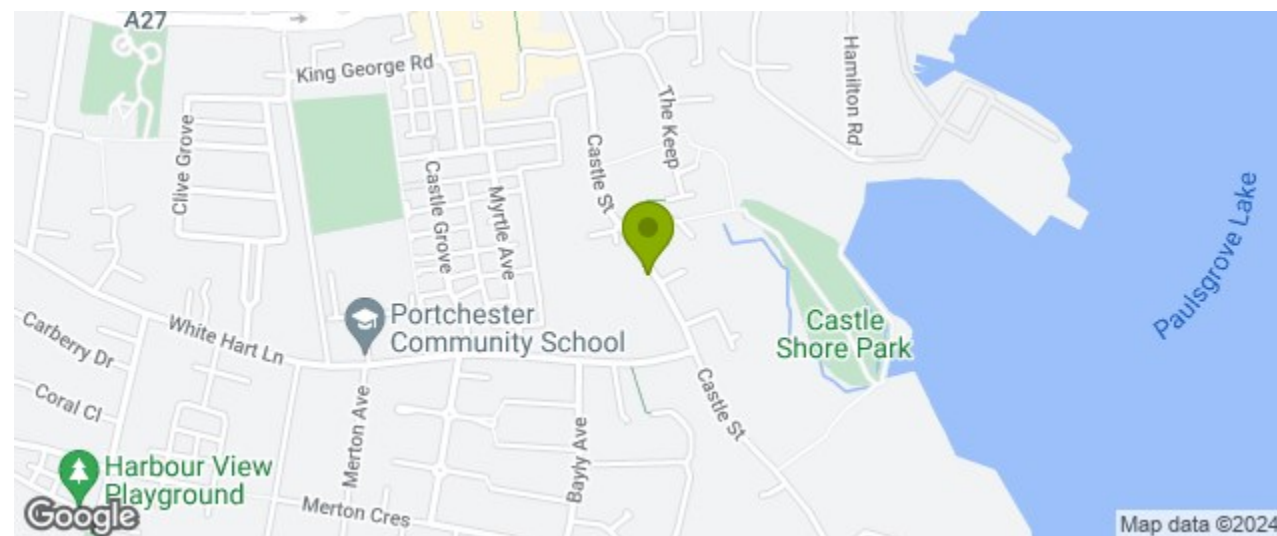 A27
King George Rd
Hamilton Rd
The Keep
Clive Grove
Castle St
Castle Grove
Myrtle Ave
Paulsgrove Lake
Portchester
Community School
Castle
Shore Park
White Hart Ln
Carberry Dr
Coral Cl
Merton Ave
Bayly Ave
Castle St
Harbour View
Playground
Merton Cres
Google
Map data ©2024